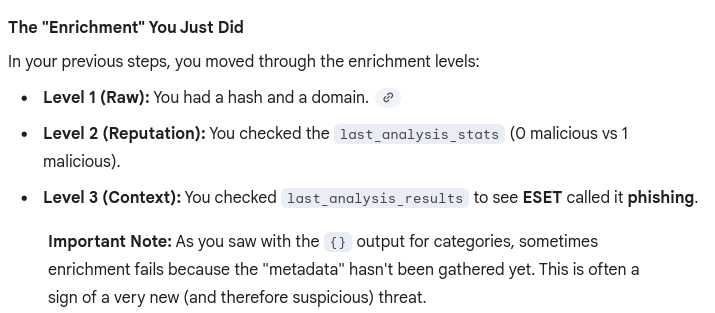 The "Enrichment" You Just Did
In your previous steps, you moved through the enrichment levels:
• Level 1 (Raw): You had a hash and a domain.
• Level 2 (Reputation): You checked the last_analysis_stats (0 malicious vs 1
malicious).
• Level 3 (Context): You checked last_analysis_results to see ESET called it phishing.
Important Note: As you saw with the {} output for categories, sometimes
enrichment fails because the "metadata" hasn't been gathered yet. This is often a
sign of a very new (and therefore suspicious) threat.